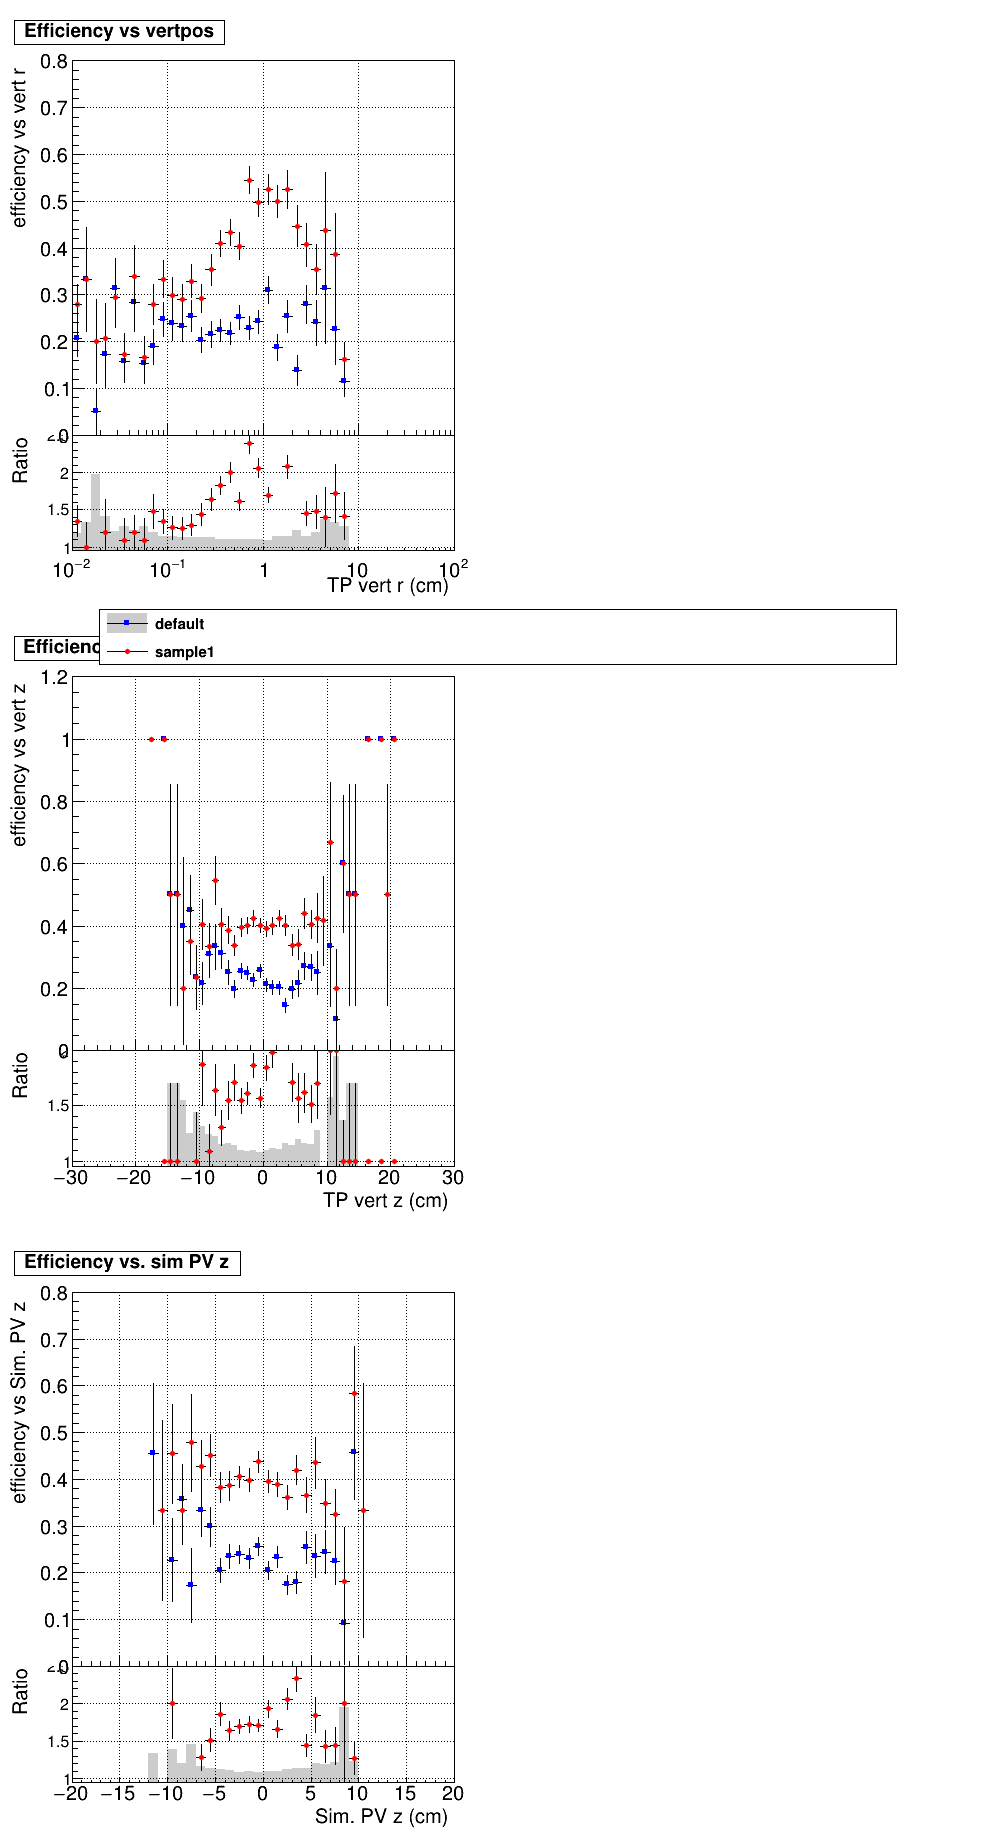 Efficiency vs vertpos
efficiency vs vert r
0.8
0.7
0.6
0.5
0.4
0.3
0.2
0.1
0
Ratio
2
1.5
1
10−2 10−1 1 10 102
TP vert r (cm)
default
sample1
Efficienc
efficiency vs vert z
1.2
1
0.8
0.6
0.4
0.2
0
Ratio
1.5
1
−30 −20 −10 0 10 20 30
TP vert z (cm)
Efficiency vs. sim PV z
efficiency vs Sim. PV z
0.8
0.7
0.6
0.5
0.4
0.3
0.2
0.1
0
Ratio
2
1.5
1
−20 −15 −10 −5 0 5 10 15 20
Sim. PV z (cm)